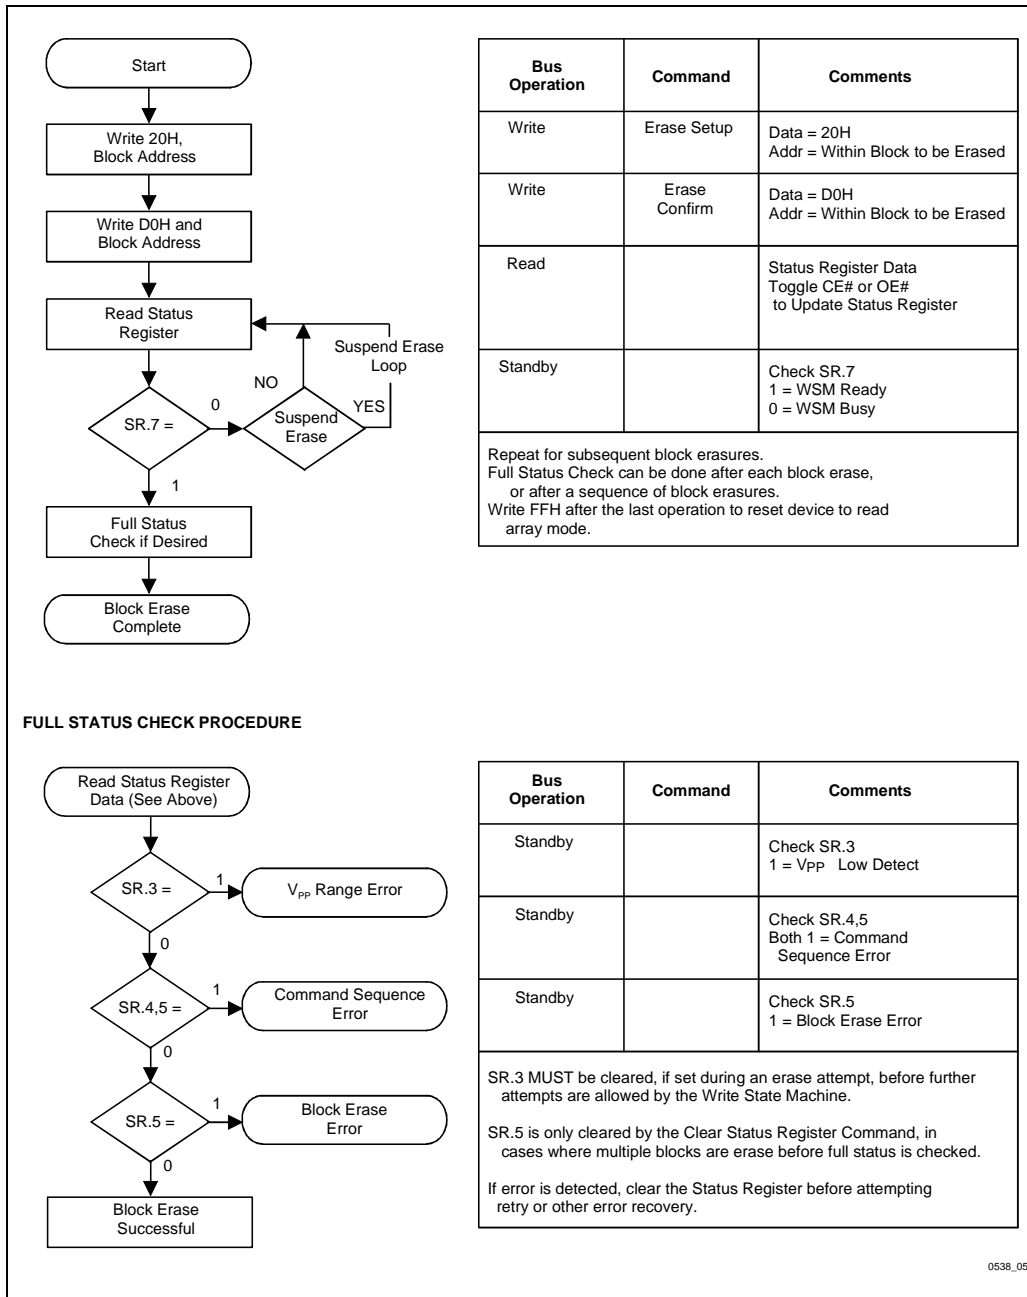 Start
Write 20H,
Block Address
Write D0H and
Block Address
Read Status
Register
Suspend Erase
Loop
NO
YES
SR.7 =
0
Suspend
Erase
1
Full Status
Check if Desired
Block Erase
Complete
Bus
Operation
Command
Comments
Write
Erase Setup
Data = 20H
Addr = Within Block to be Erased
Write
Erase
Confirm
Data = D0H
Addr = Within Block to be Erased
Read
Status Register Data
Toggle CE# or OE#
to Update Status Register
Standby
Check SR.7
1 = WSM Ready
0 = WSM Busy
Repeat for subsequent block erasures.
Full Status Check can be done after each block erase,
or after a sequence of block erasures.
Write FFH after the last operation to reset device to read
array mode.
FULL STATUS CHECK PROCEDURE
Read Status Register
Data (See Above)
SR.3 =
1
VPP Range Error
0
SR.4,5 =
1
Command Sequence
Error
0
SR.5 =
1
Block Erase
Error
0
Block Erase
Successful
Bus
Operation
Command
Comments
Standby
Check SR.3
1 = VPP Low Detect
Standby
Check SR.4,5
Both 1 = Command
Sequence Error
Standby
Check SR.5
1 = Block Erase Error
SR.3 MUST be cleared, if set during an erase attempt, before further
attempts are allowed by the Write State Machine.
SR.5 is only cleared by the Clear Status Register Command, in
cases where multiple blocks are erase before full status is checked.
If error is detected, clear the Status Register before attempting
retry or other error recovery.
0538_05